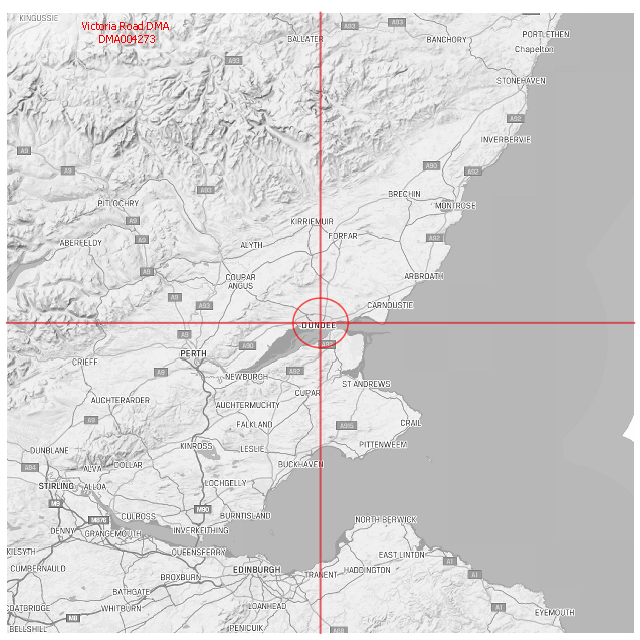 KINGUSSIE
Victoria Road DMA
DMA004273
BALLATER
A93
A93
BANCHORY
PORTLETHEN
Chapelton
A93
STONEHAVEN
A92
INVERBERVIE
A9
A9
A90
A92
A93
BRECHIN
PITLOCHRY
MONTROSE
A9
KIRRIEMUIR
FORFAR
A92
A9
ABERFELDY
ALYTH
A9
COUPAR
ANGUS
ARBROATH
A9
A93
CARNOUSTIE
DUNDEE
A9
A90
A92
PERTH
CRIEFF
A9
NEWBURGH
A92
ST ANDREWS
CUPAR
AUCHTERARDER
AUCHTERMUCHTY
A9
FALKLAND
A915
CRAIL
KINROSS
LESLIE
PITTENWEEM
DUNBLANE
A84
ALVA
DOLLAR
BUCKHAVEN
STIRLING
ALLOA
LOCHGELLY
M9
M90
CULROSS
BURNTISLAND
M876
NORTH BERWICK
DENNY
GRANGEMOUTH
INVERKEITHING
KILSYTH
QUEENSFERRY
EAST LINTON
A1
CUMBERNAULD
EDINBURGH
HADDINGTON
BROXBURN
TRANENT
A1
BATHGATE
COATBRIDGE
WHITBURN
LOANHEAD
A1
EYEMOUTH
M8
BELLSHILL
PENICUIK
A68